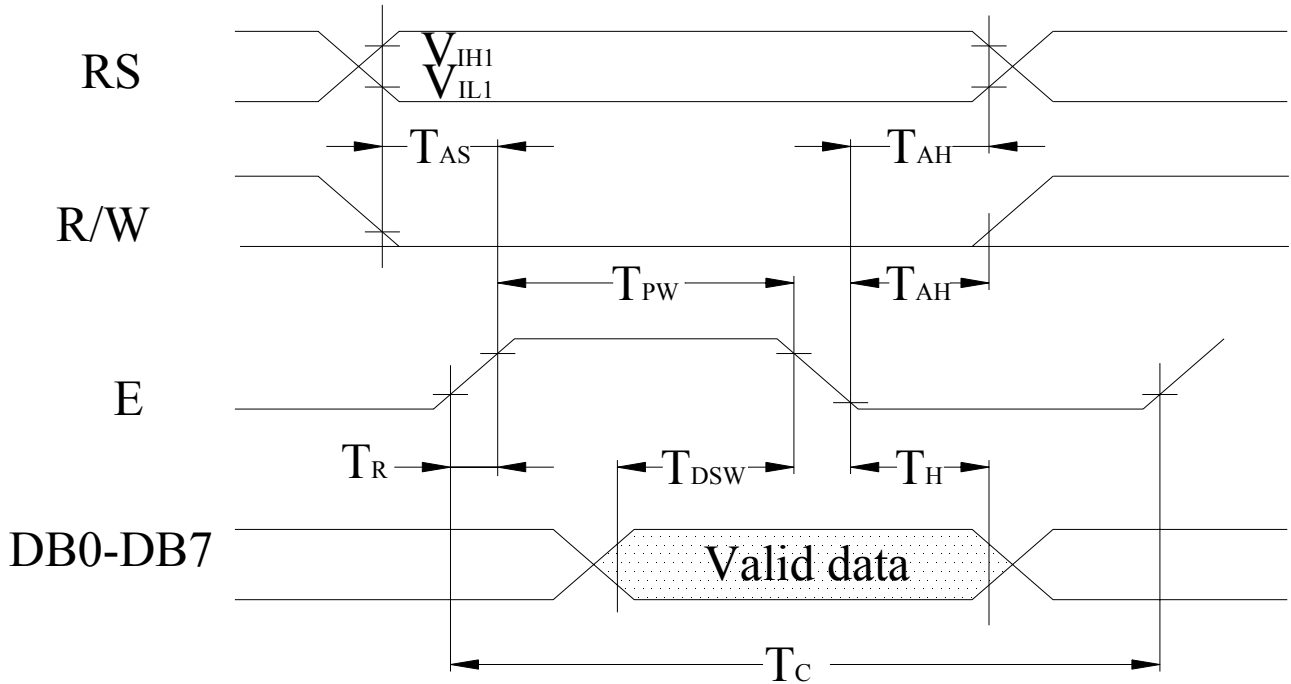 RS
VIH1
VIL1
TAS
TAH
R/W
TPW
TAH
E
TR
TDSW
TH
DB0-DB7
Valid data
TC